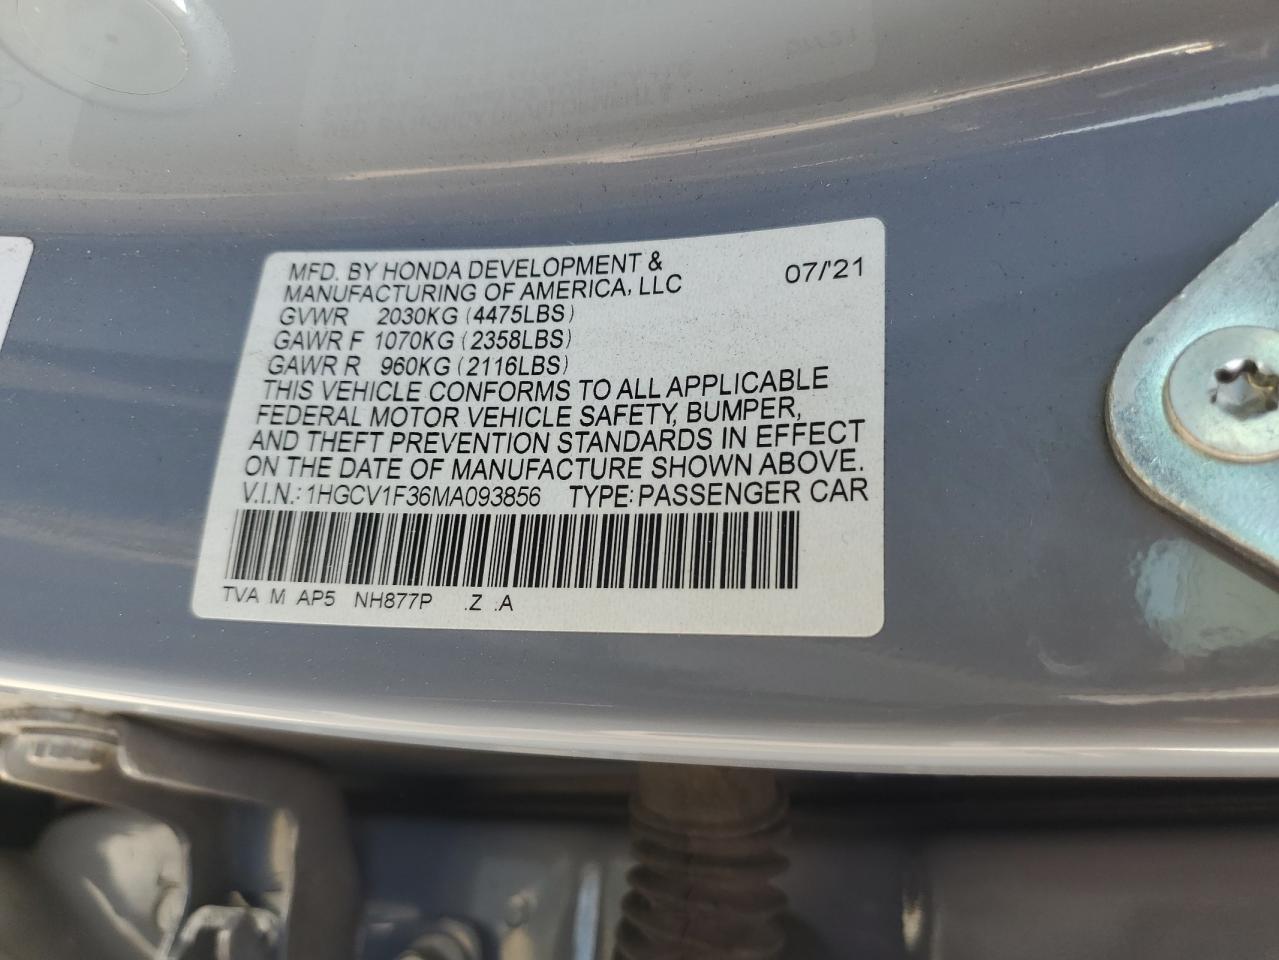 MFD. BY HONDA DEVELOPMENT &
MANUFACTURING OF AMERICA, LLC 07/'21
GVWR 2030KG (4475LBS)
GAWR F 1070KG (2358LBS)
GAWR R 960KG (2116LBS)
THIS VEHICLE CONFORMS TO ALL APPLICABLE
FEDERAL MOTOR VEHICLE SAFETY, BUMPER,
AND THEFT PREVENTION STANDARDS IN EFFECT
ON THE DATE OF MANUFACTURE SHOWN ABOVE.
V.I.N.: 1HGCV1F36MA093856 TYPE: PASSENGER CAR
TVA M AP5 NH877P .Z .A